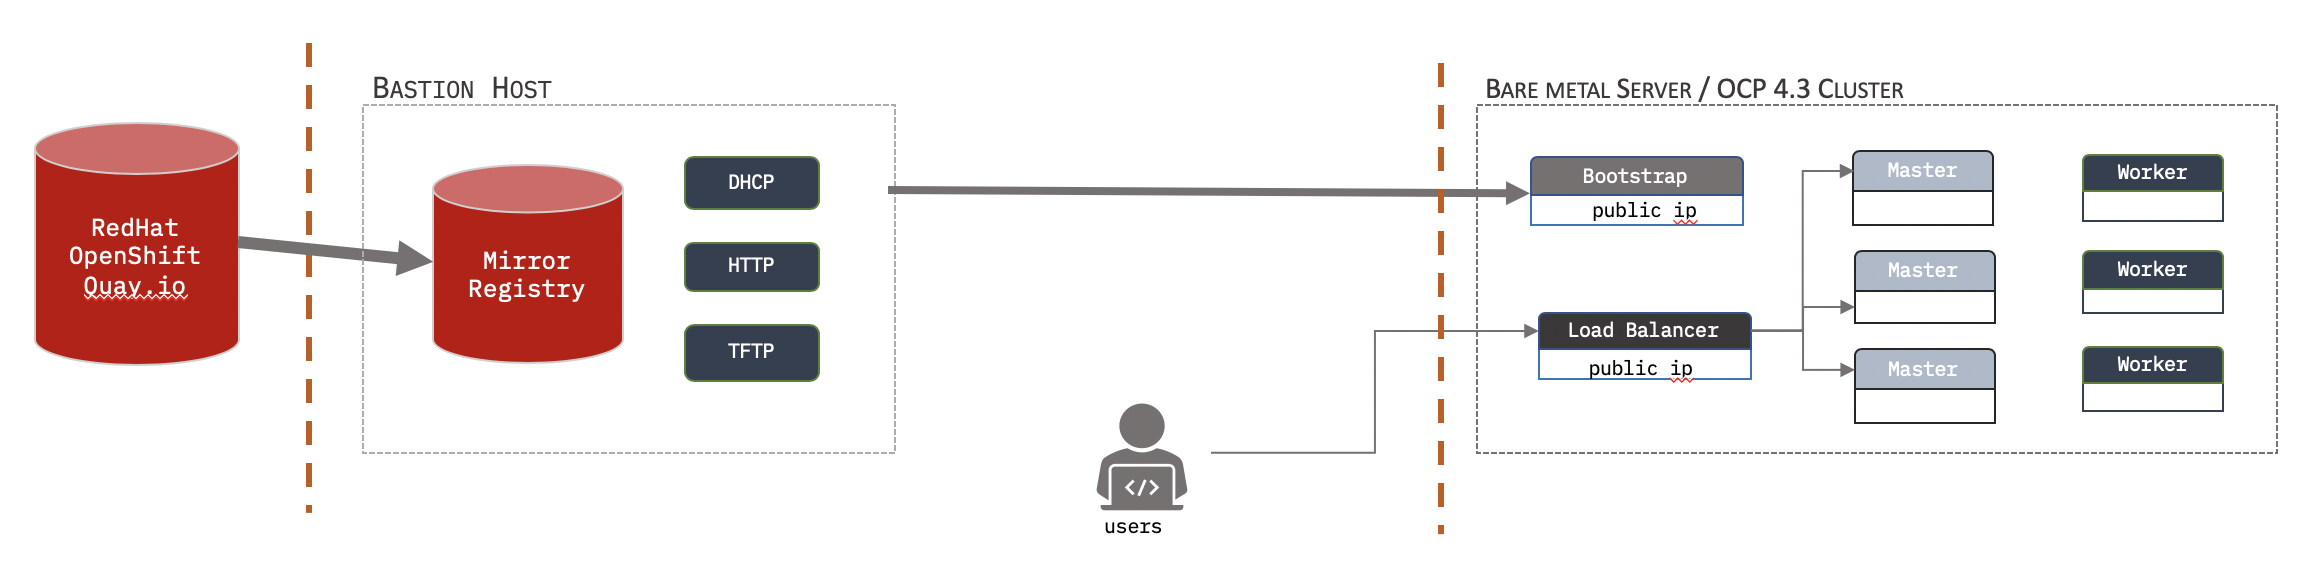 BASTION HOST
BARE METAL SERVER / OCP 4.3 CLUSTER
RedHat
OpenShift
Quay.io
Mirror
Registry
DHCP
HTTP
TFTP
users
Bootstrap
public ip
Load Balancer
public ip
Master
Master
Master
Worker
Worker
Worker